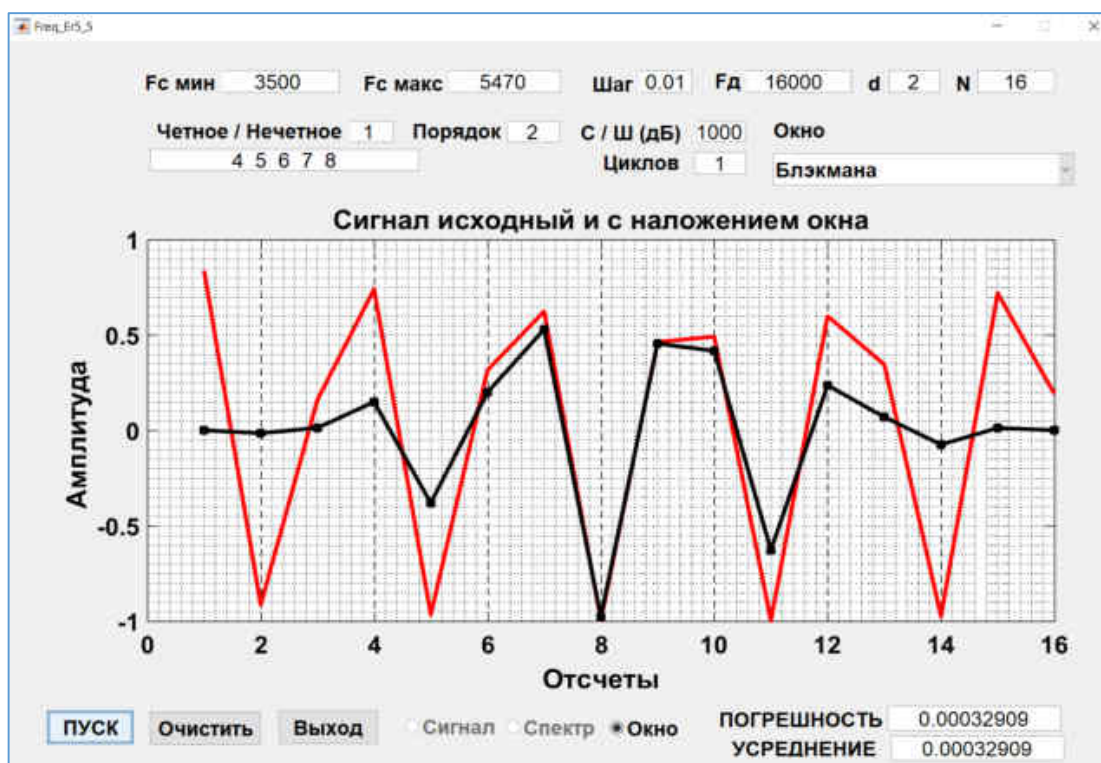 Freq_Er5_5
Fс мин 3500 Fс макс 5470 Шаг 0.01 Fд 16000 d 2 N 16
Четное / Нечетное 1 Порядок 2 С / Ш (дБ) 1000 Окно
4 5 6 7 8 Циклов 1 Блэкмана
Сигнал исходный и с наложением окна
1
0.5
0
-0.5
-1
Амплитуда
0 2 4 6 8 10 12 14 16
Отсчеты
ПУСК Очистить Выход Сигнал Спектр Окно ПОГРЕШНОСТЬ 0.00032909
УСРЕДНЕНИЕ 0.00032909